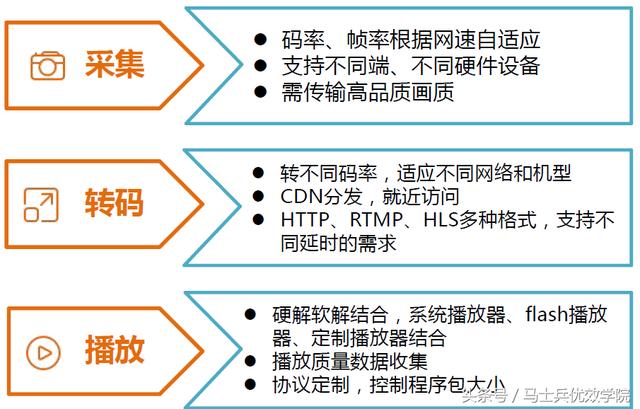 采集
● 码率、帧率根据网速自适应
● 支持不同端、不同硬件设备
● 需传输高品质画质
转码
● 转不同码率，适应不同网络和机型
● CDN分发，就近访问
● HTTP、RTMP、HLS多种格式，支持不
同延时的需求
播放
● 硬解软解结合，系统播放器、flash播放
器、定制播放器结合
● 播放质量数据收集
● 协议定制，控制程序包大小
头条号／马士兵优效学院